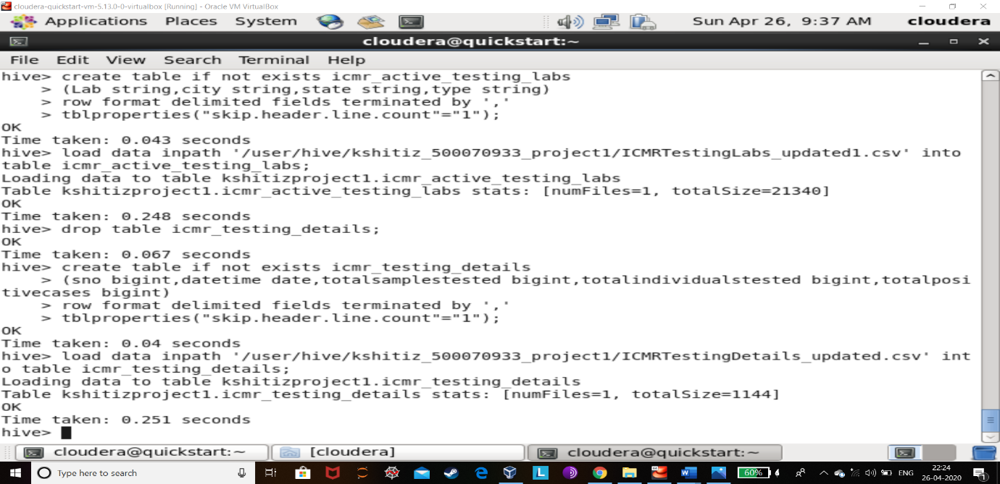 cloudera-quickstart-vm-5.13.0-0-virtualbox [Running] - Oracle VM VirtualBox
Applications Places System Sun Apr 26, 9:37 AM cloudera
cloudera@quickstart:~
File Edit View Search Terminal Help
hive> create table if not exists icmr_active_testing_labs
    > (Lab string,city string,state string,type string)
    > row format delimited fields terminated by ','
    > tblproperties("skip.header.line.count"="1");
OK
Time taken: 0.043 seconds
hive> load data inpath '/user/hive/kshitiz_500070933_project1/ICMRTestingLabs_updated1.csv' into
table icmr_active_testing_labs;
Loading data to table kshitizproject1.icmr_active_testing_labs
Table kshitizproject1.icmr_active_testing_labs stats: [numFiles=1, totalSize=21340]
OK
Time taken: 0.248 seconds
hive> drop table icmr_testing_details;
OK
Time taken: 0.067 seconds
hive> create table if not exists icmr_testing_details
    > (sno bigint,datetime date,totalsamplestested bigint,totalindividualstested bigint,totalposi
tivecases bigint)
    > row format delimited fields terminated by ','
    > tblproperties("skip.header.line.count"="1");
OK
Time taken: 0.04 seconds
hive> load data inpath '/user/hive/kshitiz_500070933_project1/ICMRTestingDetails_updated.csv' int
o table icmr_testing_details;
Loading data to table kshitizproject1.icmr_testing_details
Table kshitizproject1.icmr_testing_details stats: [numFiles=1, totalSize=1144]
OK
Time taken: 0.251 seconds
hive>
cloudera@quickstart:~ [cloudera] cloudera@quickstart:~
Type here to search 60% ENG 22:24
26-04-2020